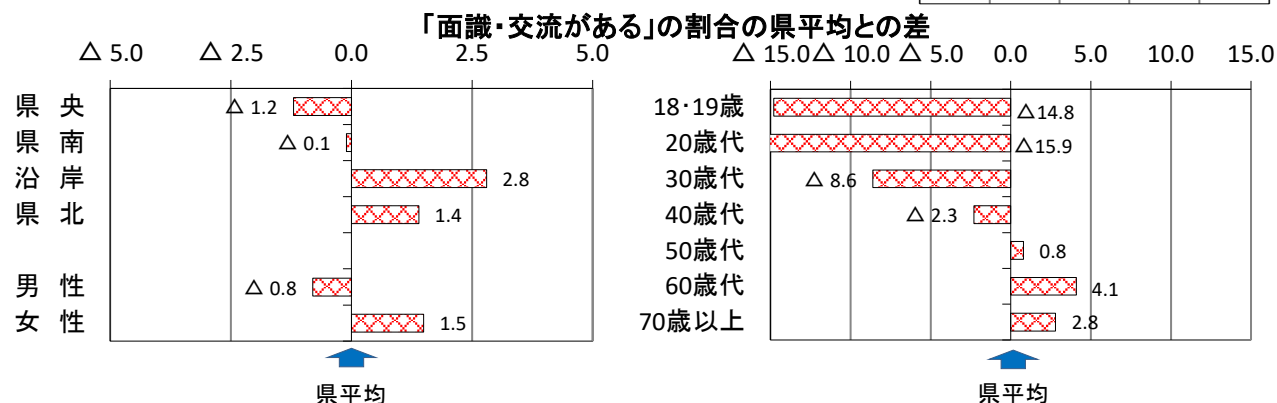 「面識・交流がある」の割合の県平均との差
△ 5.0 △ 2.5 0.0 2.5 5.0
県 央 △ 1.2
県 南 △ 0.1
沿 岸 2.8
県 北 1.4
男 性 △ 0.8
女 性 1.5
県平均
△ 15.0 △ 10.0 △ 5.0 0.0 5.0 10.0 15.0
18・19歳 △14.8
20歳代 △15.9
30歳代 △ 8.6
40歳代 △ 2.3
50歳代 0.8
60歳代 4.1
70歳以上 2.8
県平均